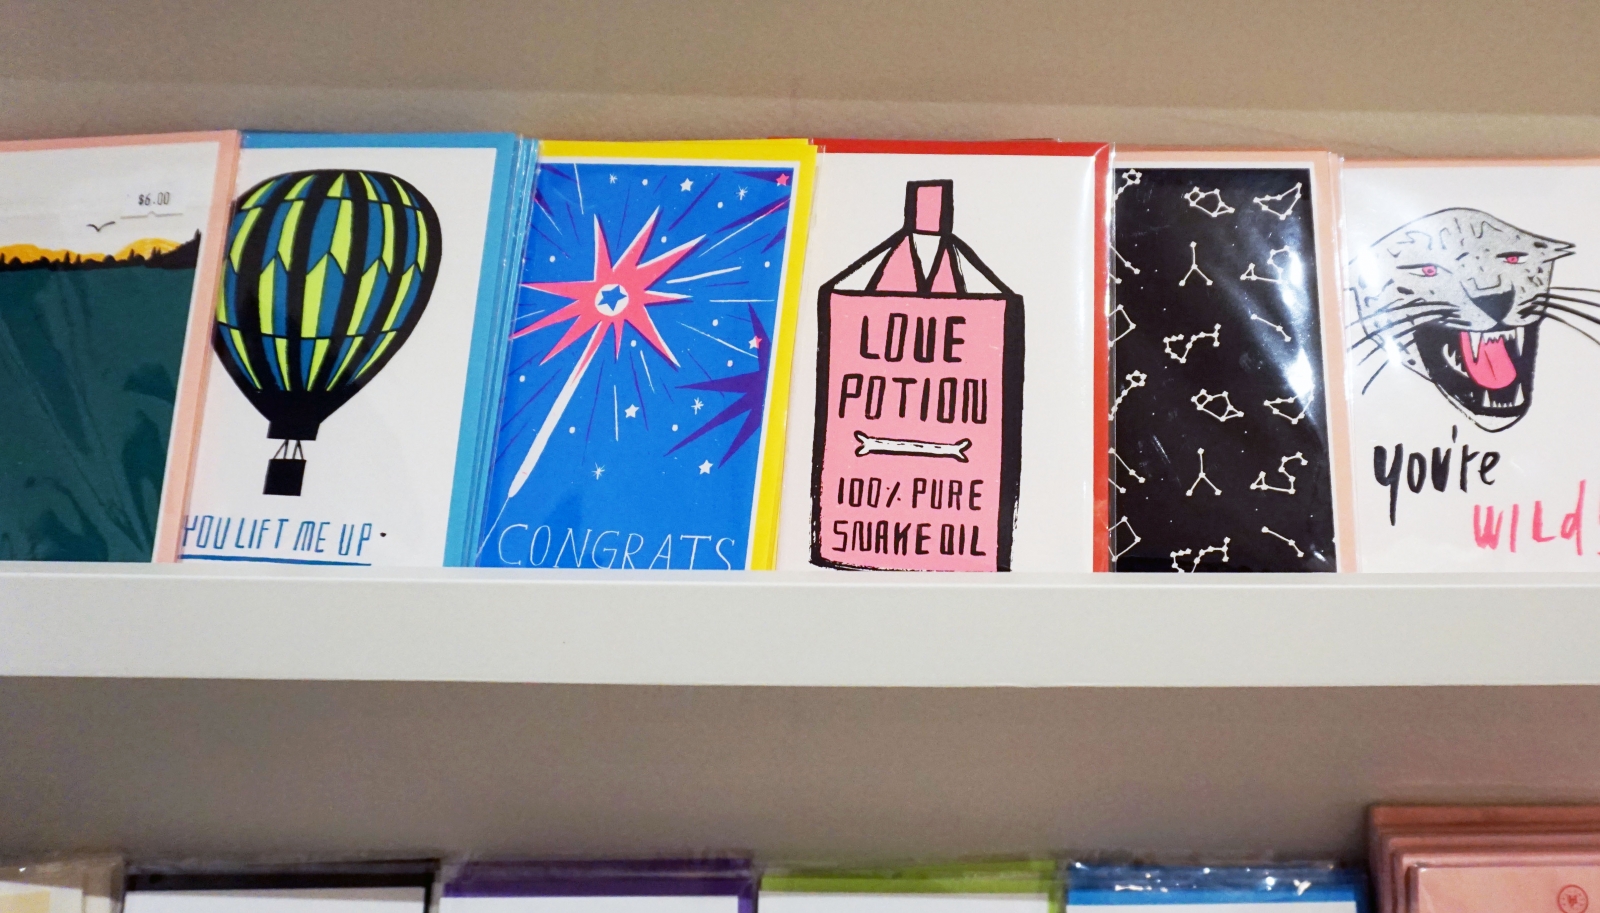 $6.00
YOU LIFT ME UP.
CONGRATS
LOVE
POTION
100% PURE
SNAKE OIL
you're
WILd